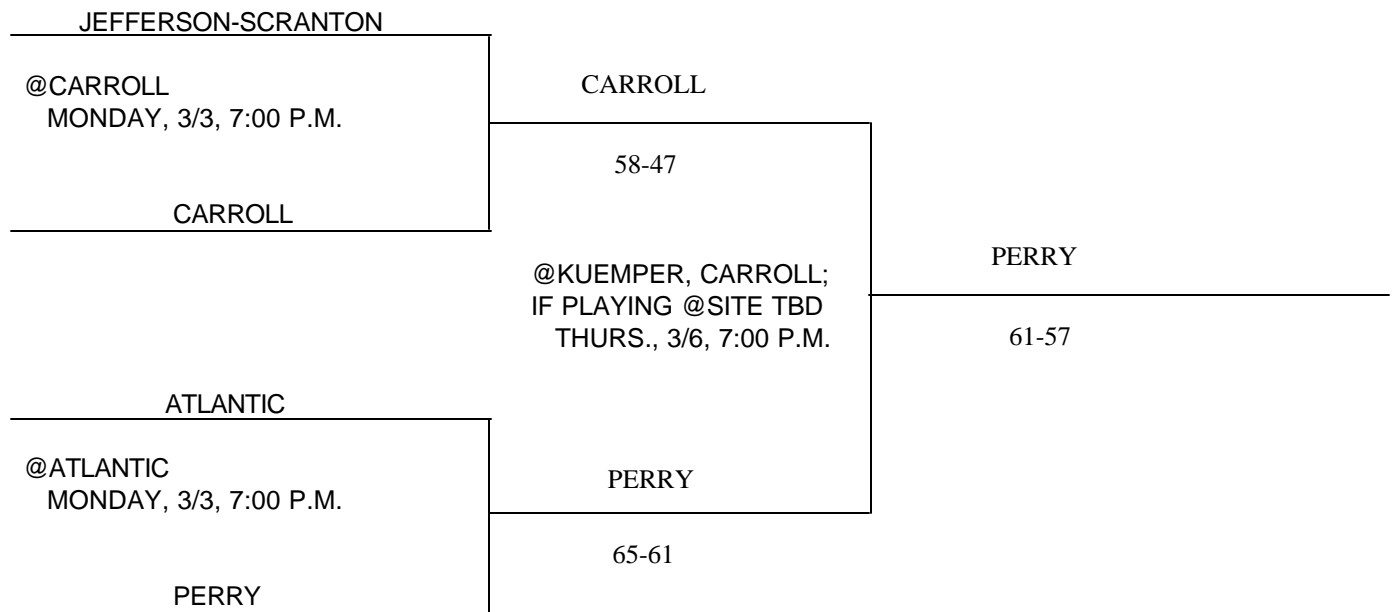 JEFFERSON-SCRANTON
@CARROLL
MONDAY, 3/3, 7:00 P.M.
CARROLL
CARROLL
58-47
@KUEMPER, CARROLL;
IF PLAYING @SITE TBD
THURS., 3/6, 7:00 P.M.
PERRY
61-57
ATLANTIC
@ATLANTIC
MONDAY, 3/3, 7:00 P.M.
PERRY
65-61
PERRY